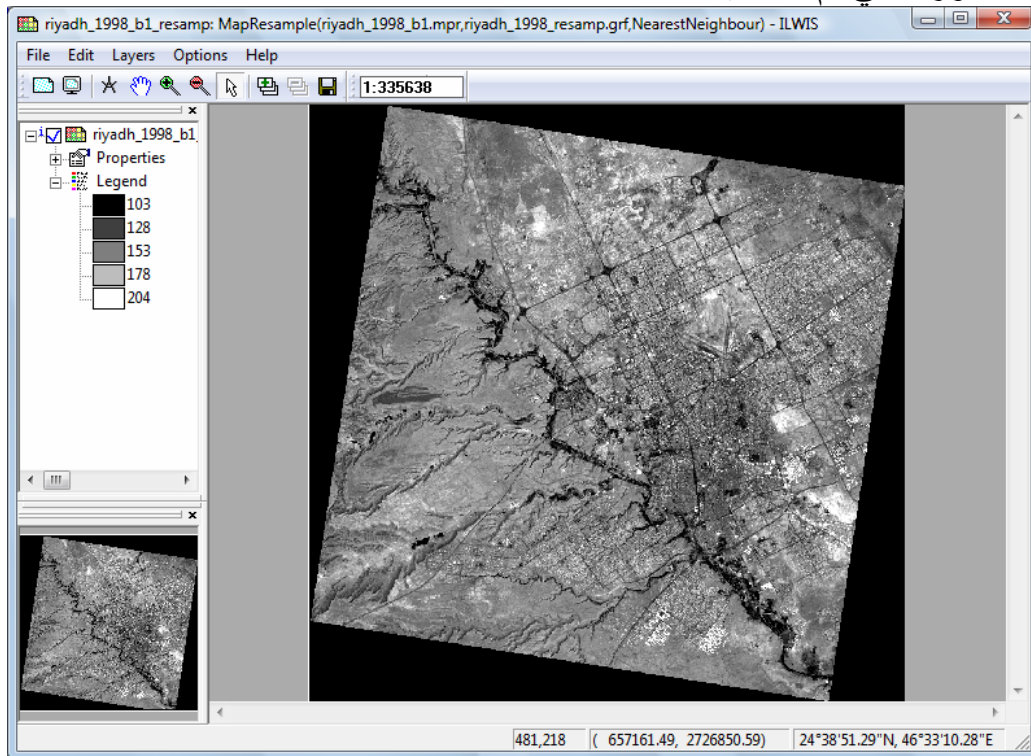 riyadh_1998_b1_resamp: MapResample(riyadh_1998_b1.mpr,riyadh_1998_resamp.grf,NearestNeighbour) - ILWIS
File Edit Layers Options Help
1:335638
riyadh_1998_b1_
Properties
Legend
103
128
153
178
204
481,218 ( 657161.49, 2726850.59) 24°38'51.29"N, 46°33'10.28"E